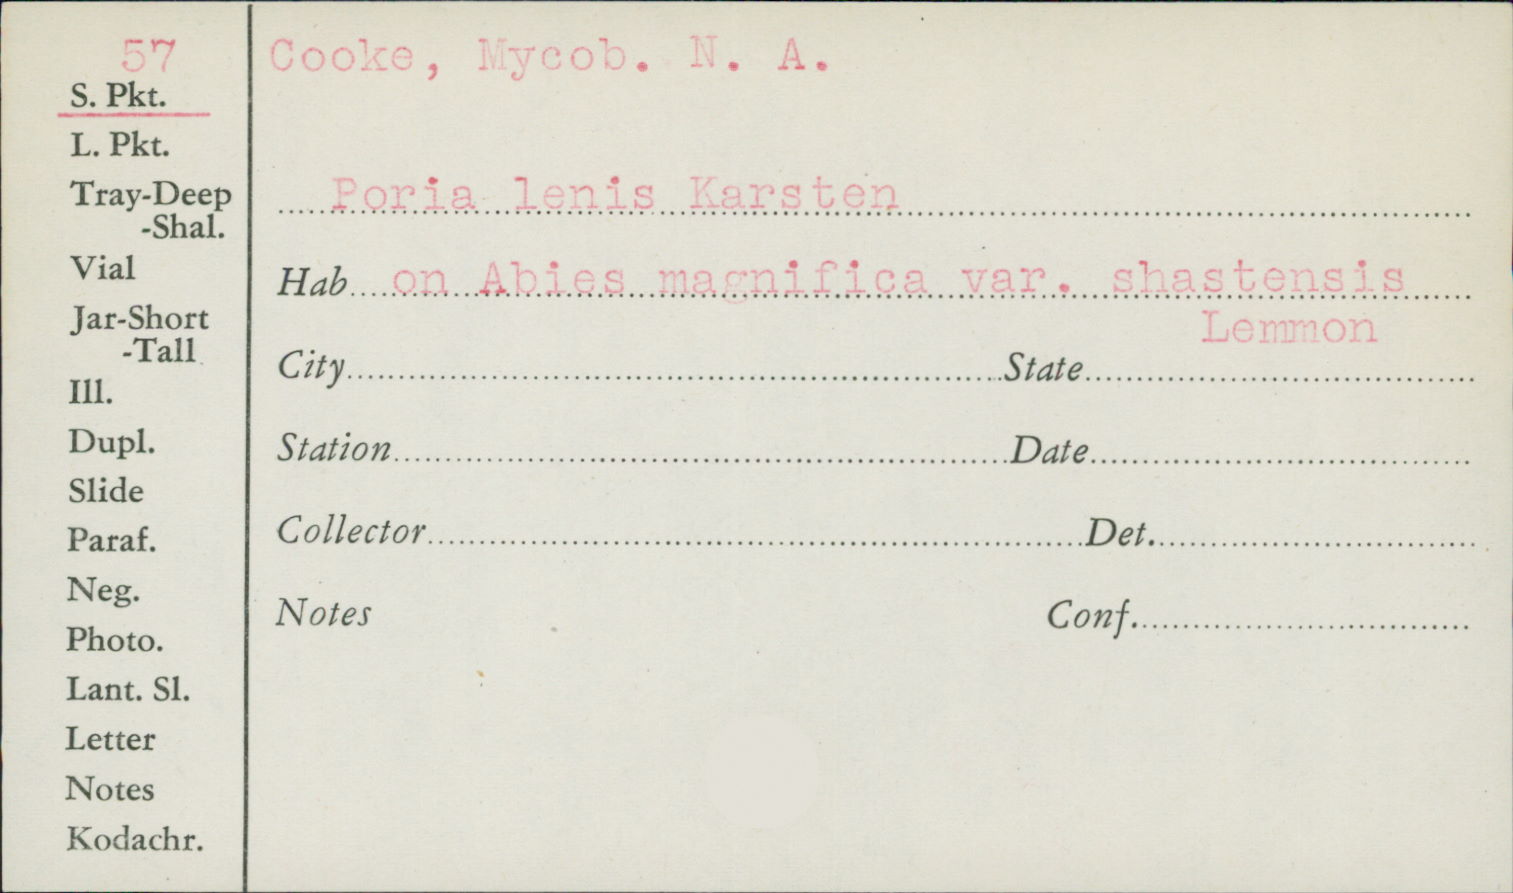 57
S. Pkt.
L. Pkt.
Tray-Deep
-Shal.
Vial
Jar-Short
-Tall
Ill.
Dupl.
Slide
Paraf.
Neg.
Photo.
Lant. Sl.
Letter
Notes
Kodachr.
Cooke, Mycob. N. A.
Poria lenis Karsten
Hab. on Abies magnifica var. shastensis
Lemmon
City State
Station Date
Collector Det.
Notes Conf.